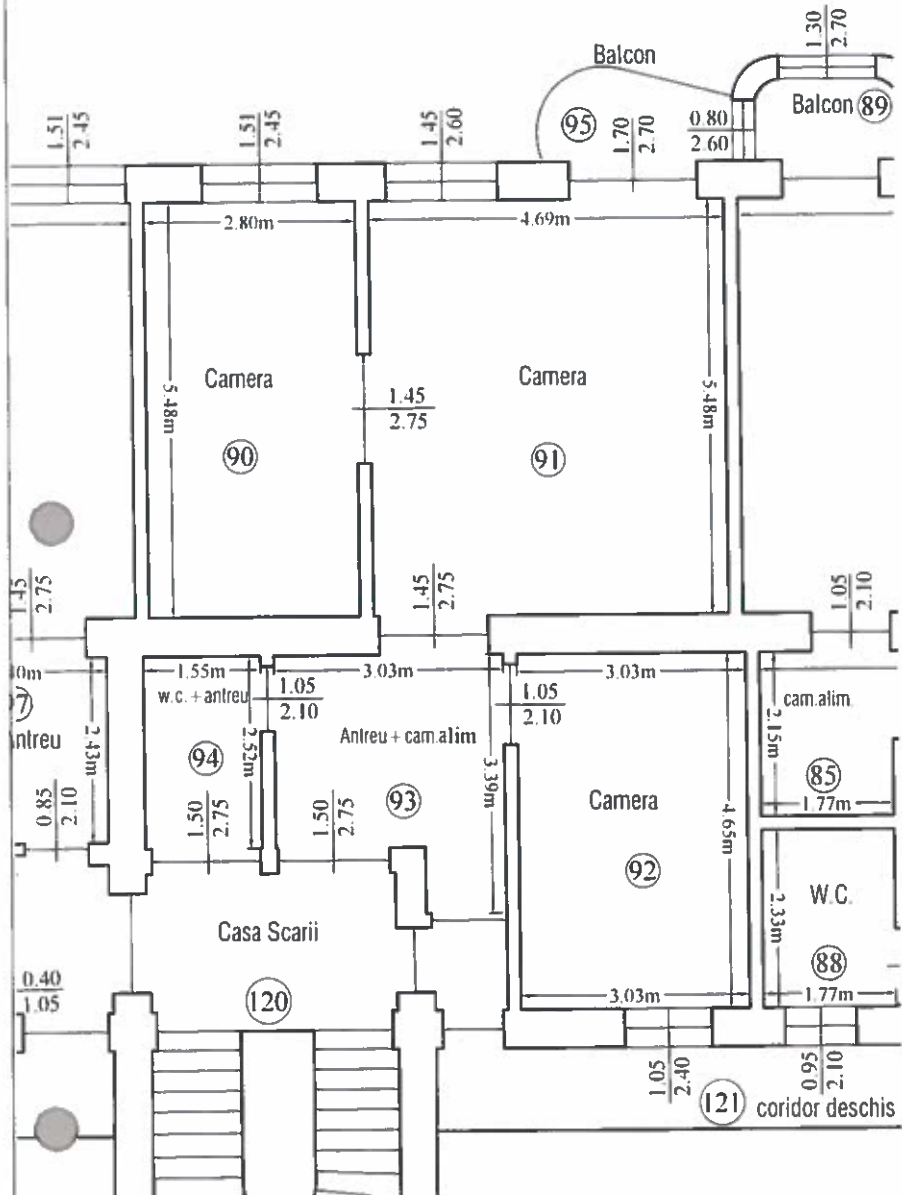 1.30
2.70
Balcon
Balcon 89
95
1.51
2.45
1.51
2.45
1.45
2.60
1.70
2.70
0.80
2.60
2.80m
4.69m
Camera
Camera
5.48m
1.45
2.75
5.48m
90
91
1.45
2.75
1.45
2.75
1.05
2.10
1.55m
3.03m
3.03m
w.c. + antreu
1.05
2.10
1.05
2.10
cam.alim.
Antreu
2.43m
94
2.52m
Antreu + cam.alim
93
3.39m
2.15m
85
1.77m
Camera
92
4.65m
0.85
2.10
1.50
2.75
1.50
2.75
W.C.
2.33m
88
1.77m
Casa Scarii
120
0.40
1.05
3.03m
1.05
2.40
0.95
2.10
121 coridor deschis